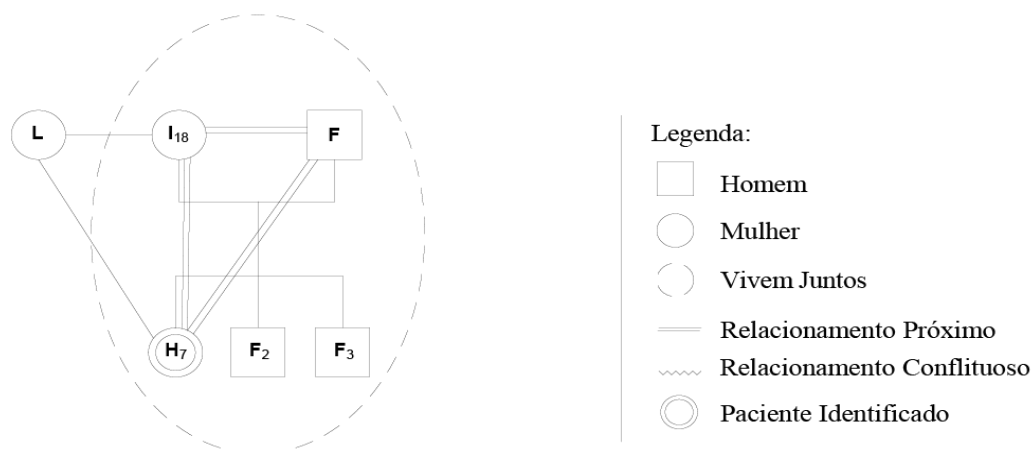 L
I₁₈
F
H₇
F₂
F₃
Legenda:
Homem
Mulher
Vivem Juntos
Relacionamento Próximo
Relacionamento Conflituoso
Paciente Identificado